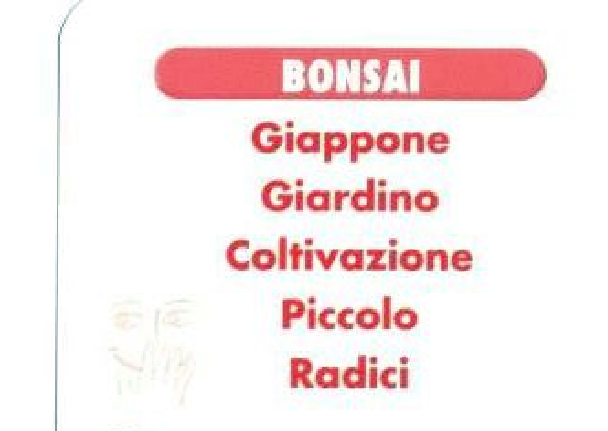 BONSAI
Giappone
Giardino
Coltivazione
Piccolo
Radici